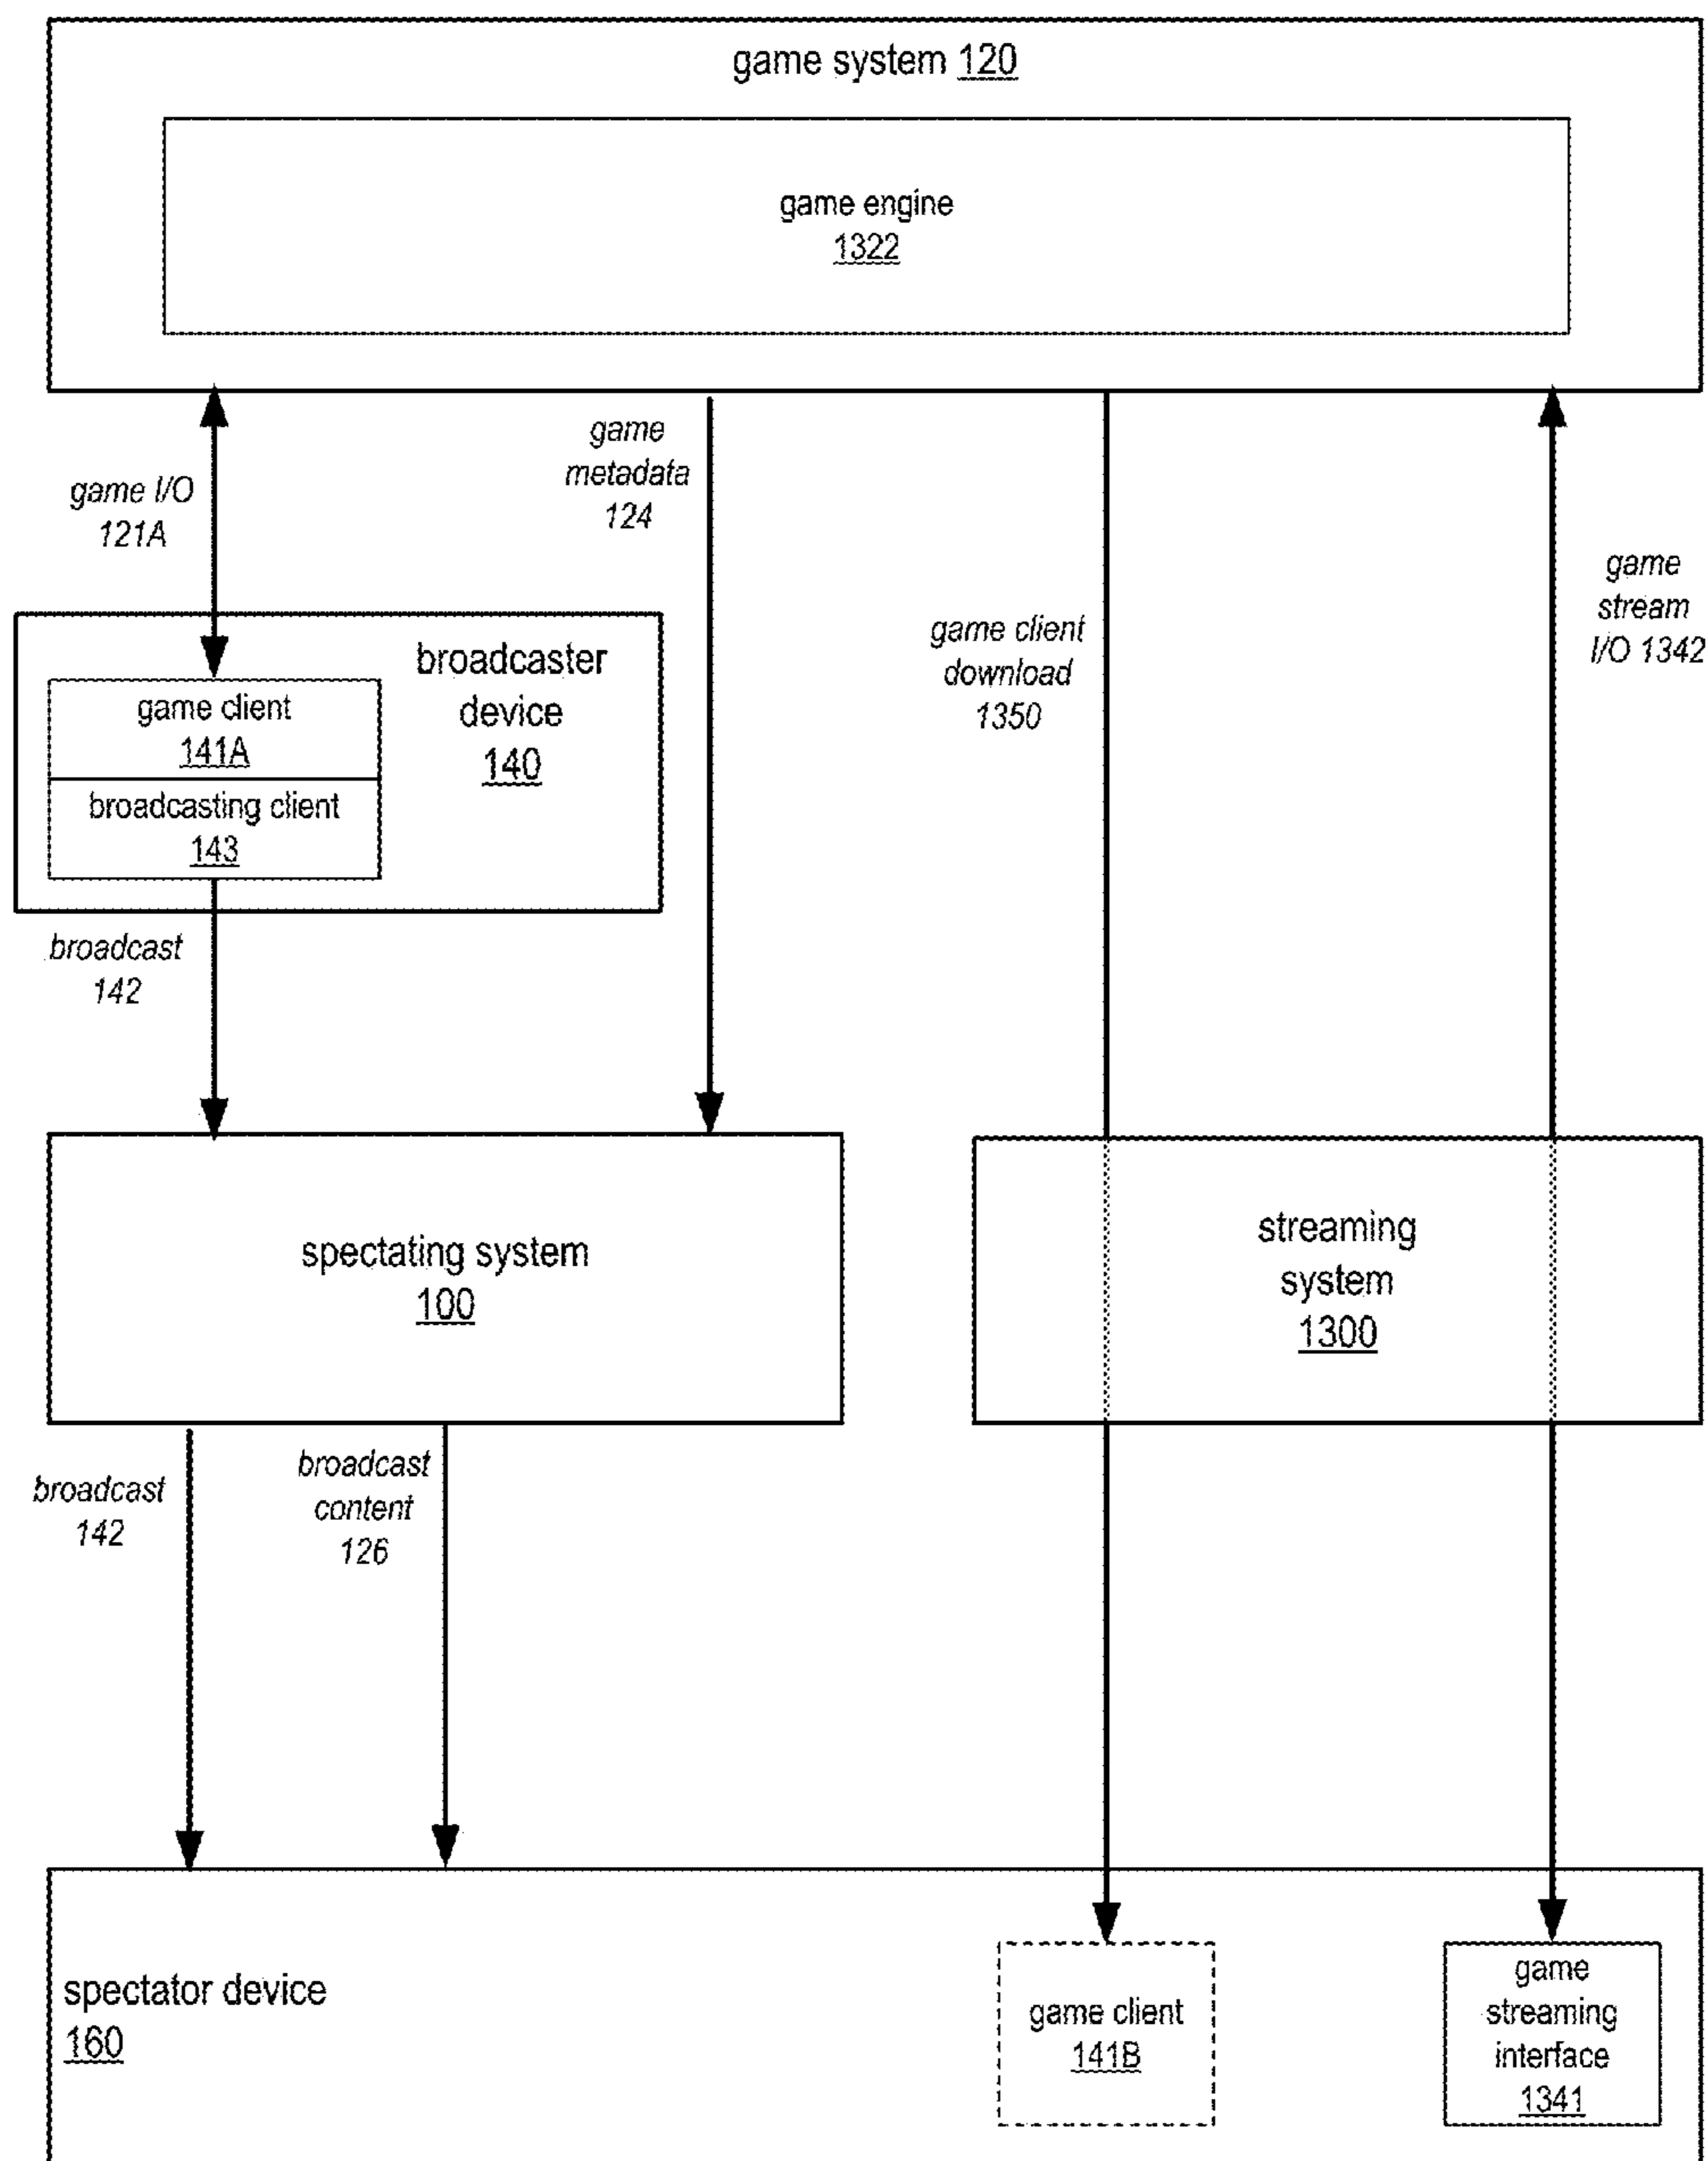 game system 120
game engine
1322
game I/O
121A
game
metadata
124
game client
download
1350
game
stream
I/O 1342
broadcaster
device
140
game client
141A
broadcasting client
143
broadcast
142
spectating system
100
streaming
system
1300
broadcast
142
broadcast
content
126
spectator device
160
game client
141B
game
streaming
interface
1341